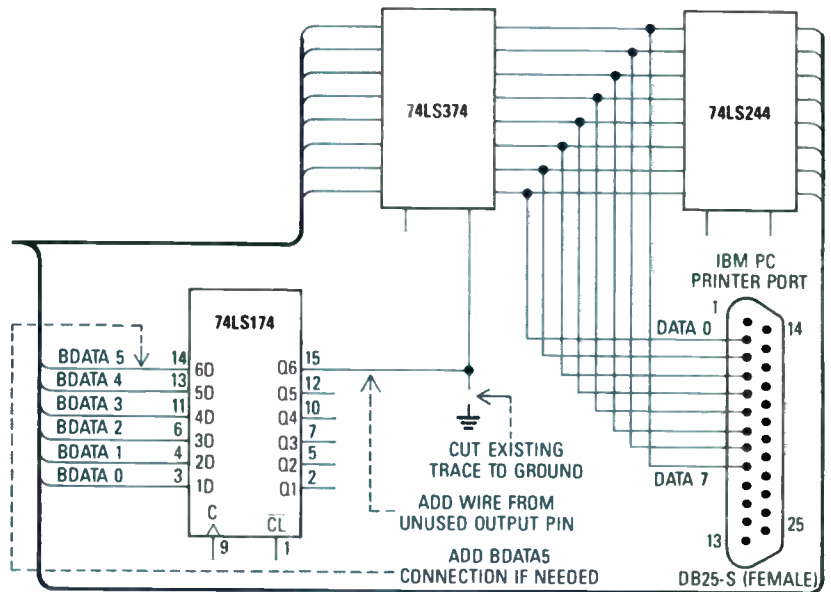 74LS374
74LS244
IBM PC
PRINTER PORT
1
14
DATA 0
DATA 7
13
25
DB25-S (FEMALE)
74LS174
BDATA 5 14 6D Q6 15
BDATA 4 13 5D Q5 12
BDATA 3 11 4D Q4 10
BDATA 2 6 3D Q3 7
BDATA 1 4 2D Q2 5
BDATA 0 3 1D Q1 2
C CL
9 1
CUT EXISTING
TRACE TO GROUND
ADD WIRE FROM
UNUSED OUTPUT PIN
ADD BDATA5
CONNECTION IF NEEDED